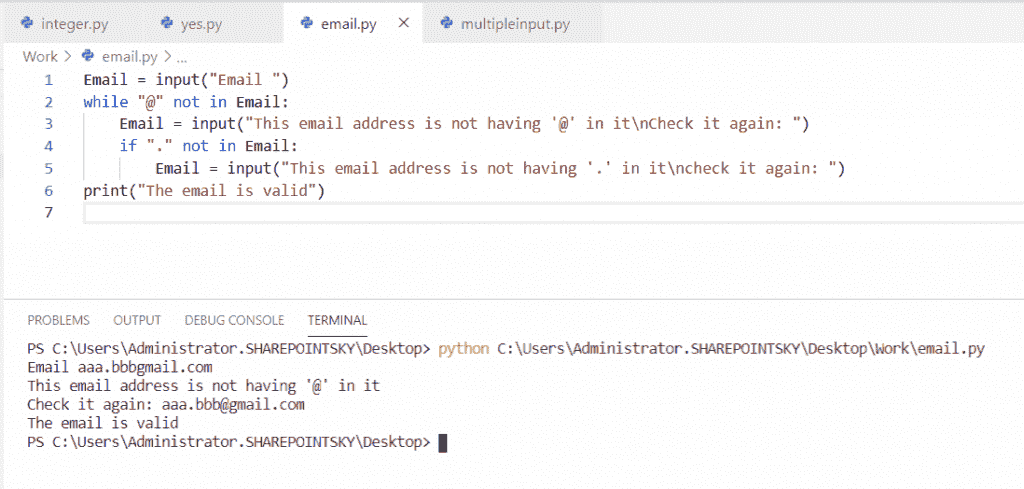 integer.py yes.py email.py × multipleinput.py
Work > email.py > ...
1 Email = input("Email ")
2 while "@" not in Email:
3     Email = input("This email address is not having '@' in it\nCheck it again: ")
4     if "." not in Email:
5         Email = input("This email address is not having '.' in it\ncheck it again: ")
6 print("The email is valid")
7
PROBLEMS OUTPUT DEBUG CONSOLE TERMINAL
PS C:\Users\Administrator.SHAREPOINTSKY\Desktop> python C:\Users\Administrator.SHAREPOINTSKY\Desktop\Work\email.py
Email aaa.bbbgmail.com
This email address is not having '@' in it
Check it again: aaa.bbb@gmail.com
The email is valid
PS C:\Users\Administrator.SHAREPOINTSKY\Desktop>